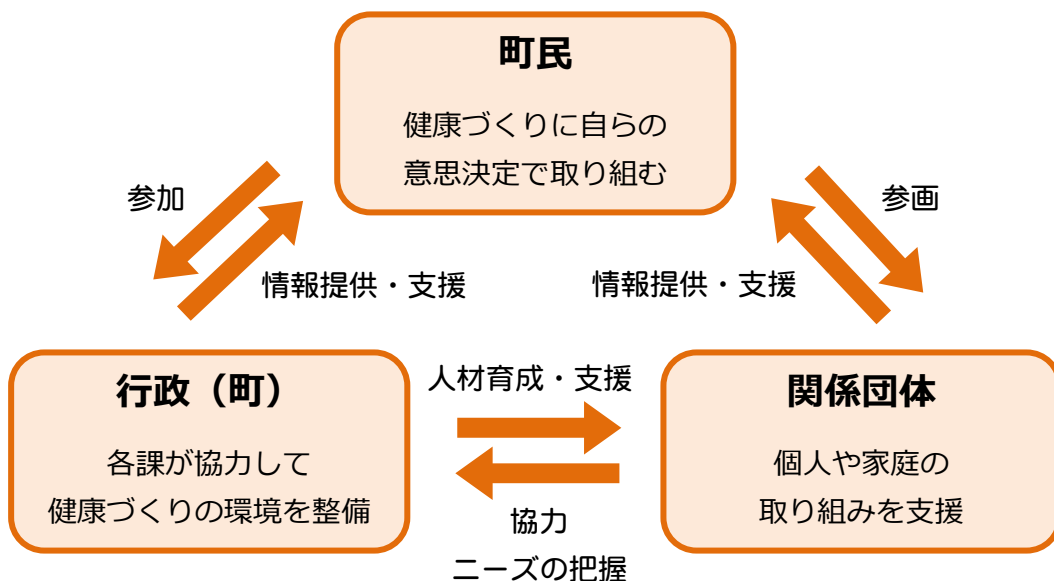 町民
健康づくりに自らの
意思決定で取り組む
参加
参画
情報提供・支援
情報提供・支援
行政（町）
各課が協力して
健康づくりの環境を整備
人材育成・支援
協力
ニーズの把握
関係団体
個人や家庭の
取り組みを支援